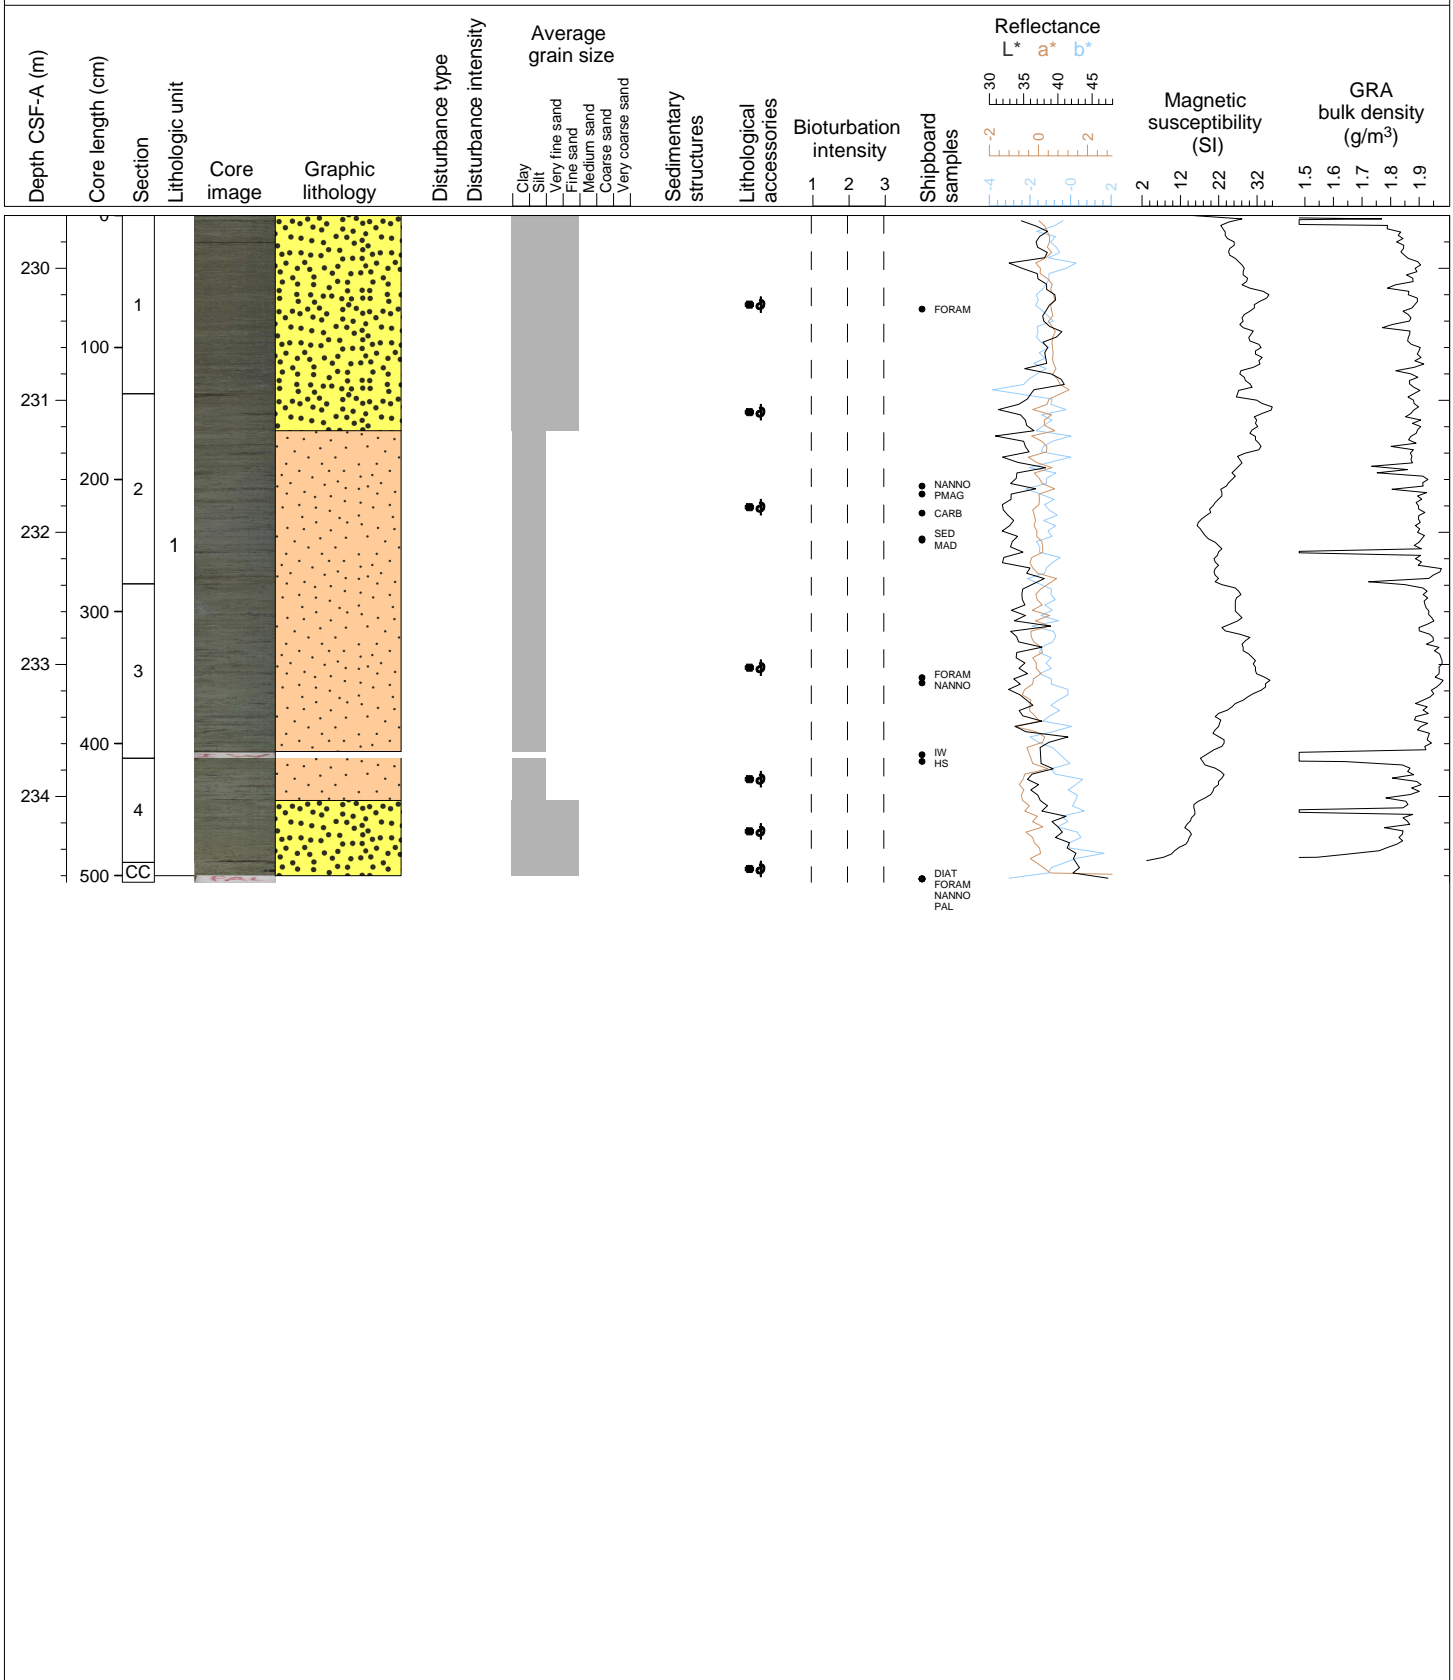 Depth CSF-A (m)
Core length (cm)
Section
Lithologic unit
Core
image
Graphic
lithology
Disturbance type
Disturbance intensity
Average
grain size
Clay
Silt
Very fine sand
Fine sand
Medium sand
Coarse sand
Very coarse sand
Sedimentary
structures
Lithological
accessories
Bioturbation
intensity
1 2 3
Shipboard
samples
Reflectance
L* a* b*
30 35 40 45
-2 0 2
-4 -2 -0 2
Magnetic
susceptibility
(SI)
2 12 22 32
GRA
bulk density
(g/m³)
1.5 1.6 1.7 1.8 1.9
0
230
1
FORAM
100
231
200
2
NANNO
PMAG
CARB
232
SED
MAD
1
300
233
3
FORAM
NANNO
400
IW
HS
234
4
500
CC
PAL
DIAT
FORAM
NANNO
PAL